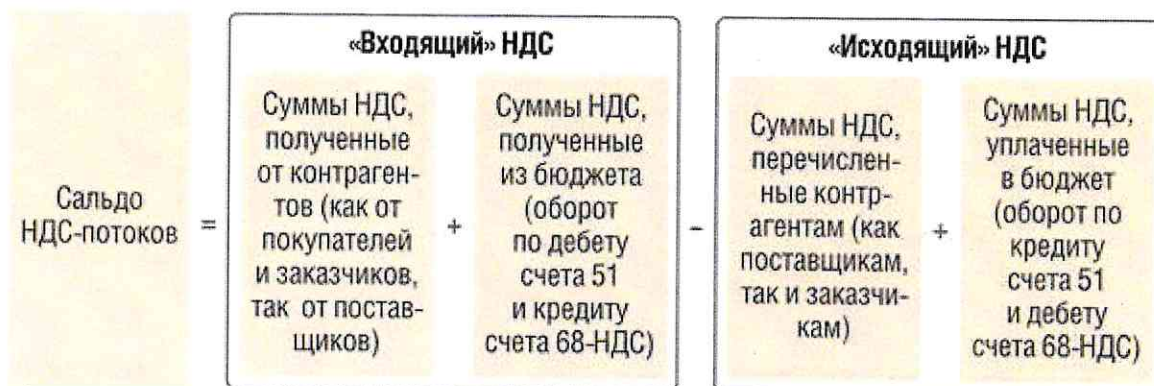 Сальдо
НДС-потоков
=
«Входящий» НДС
Суммы НДС,
полученные
от контраген-
тов (как от
покупателей
и заказчиков,
так от постав-
щиков)
+
Суммы НДС,
полученные
из бюджета
(оборот
по дебету
счета 51
и кредиту
счета 68-НДС)
–
«Исходящий» НДС
Суммы НДС,
перечислен-
ные контр-
агентам (как
поставщикам,
так и заказчи-
кам)
+
Суммы НДС,
уплаченные
в бюджет
(оборот по
кредиту
счета 51
и дебету
счета 68-НДС)